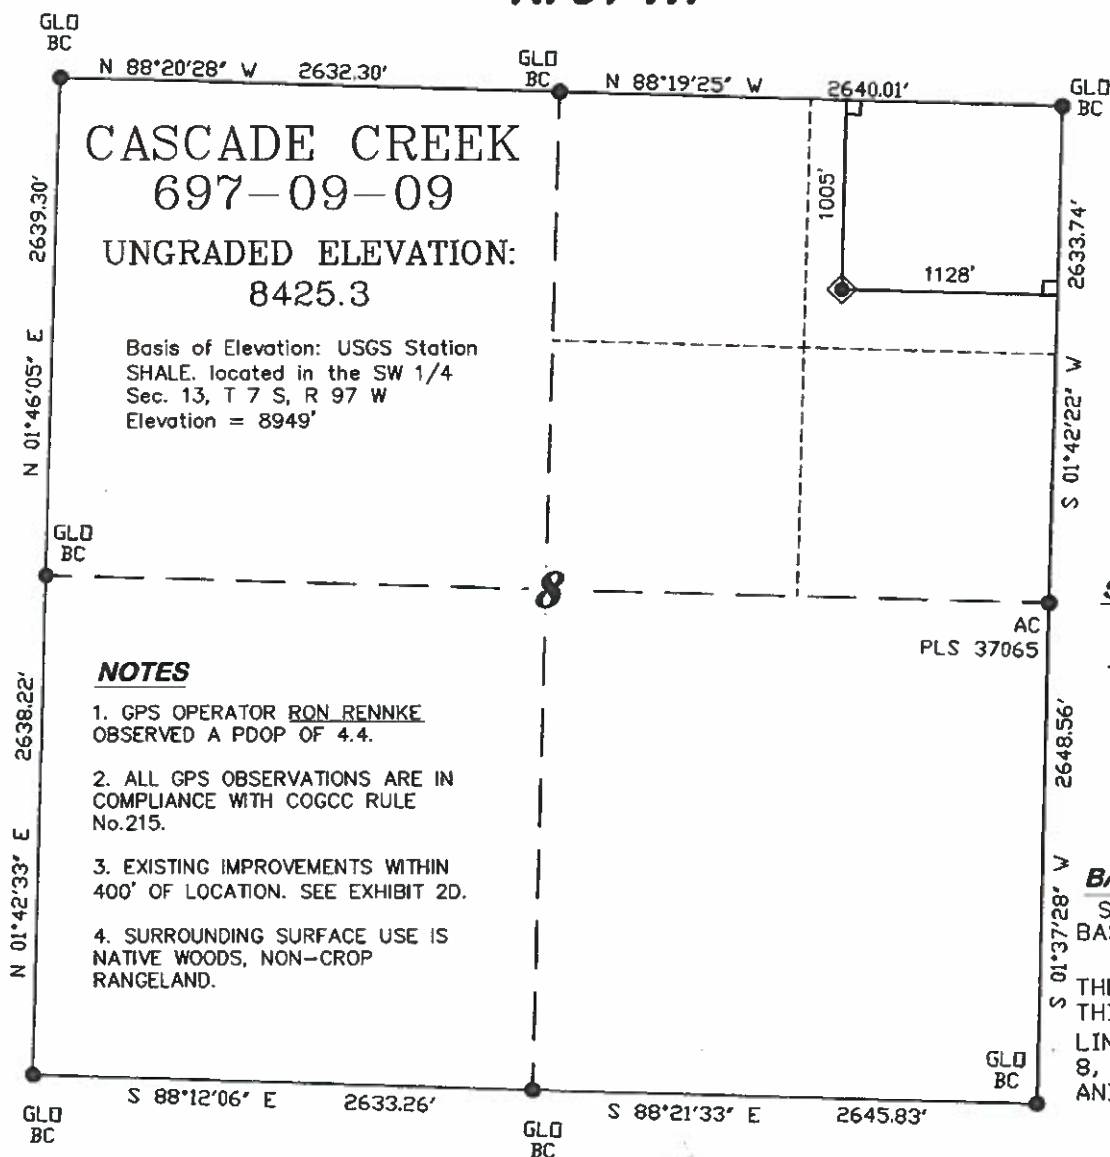 GLO
BC
N 88°20'28" W 2632.30'
GLO
BC
N 88°19'25" W 2640.01'
GLO
BC
CASCADE CREEK
697-09-09
UNGRADED ELEVATION:
8425.3
Basis of Elevation: USGS Station
SHALE. located in the SW 1/4
Sec. 13, T 7 S, R 97 W
Elevation = 8949'
2639.30'
N 01°46'05" E
1005'
1128'
2633.74'
S 01°42'22" W
GLO
BC
8
AC
PLS 37065
NOTES
1. GPS OPERATOR RON RENNKE
OBSERVED A PDOP OF 4.4.
2. ALL GPS OBSERVATIONS ARE IN
COMPLIANCE WITH COGCC RULE
No.215.
3. EXISTING IMPROVEMENTS WITHIN
400' OF LOCATION. SEE EXHIBIT 2D.
4. SURROUNDING SURFACE USE IS
NATIVE WOODS, NON-CROP
RANGELAND.
2638.22'
N 01°42'33" E
2648.56'
S 01°37'28" W
LIN
8,
GLO
BC
GLO
BC
S 88°12'06" E 2633.26'
GLO
BC
S 88°21'33" E 2645.83'